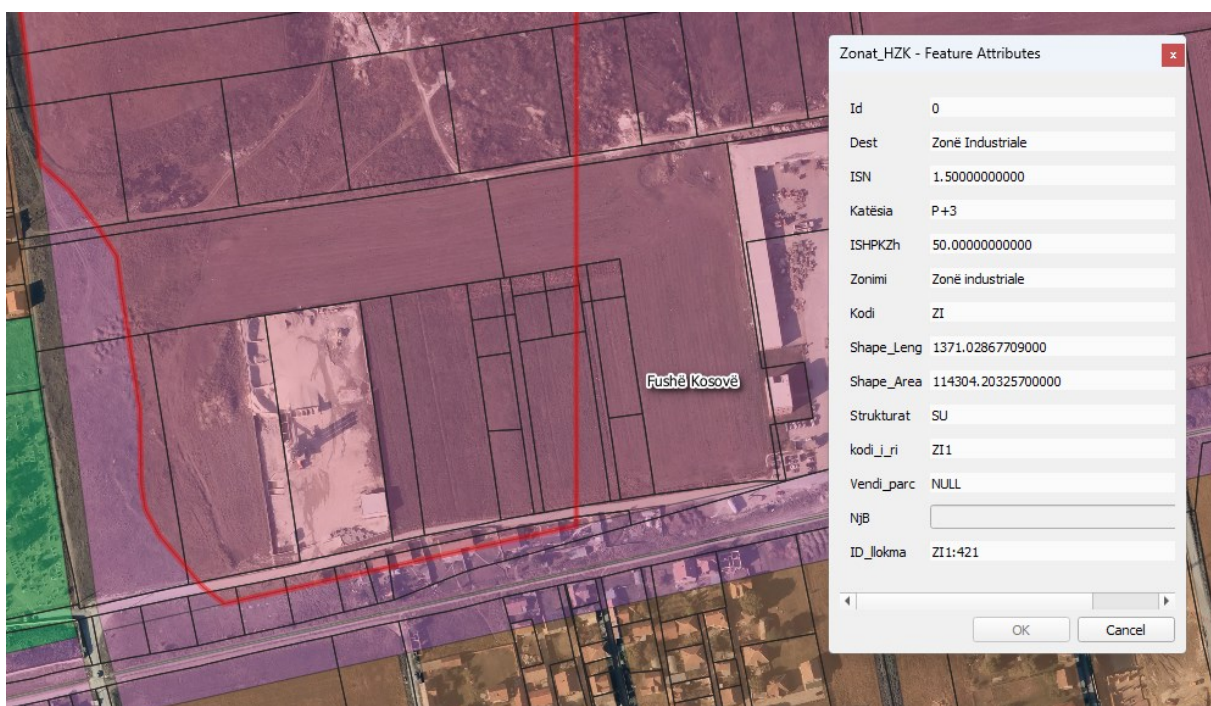 Zonat_HZK - Feature Attributes
x
Id 0
Dest Zonë Industriale
ISN 1.50000000000
Katësia P+3
ISHPKZh 50.00000000000
Zonimi Zonë industriale
Kodi ZI
Shape_Leng 1371.02867709000
Shape_Area 114304.20325700000
Strukturat SU
kodi_i_ri ZI1
Vendi_parc NULL
NjB
ID_llokma ZI1:421
OK Cancel
Fushë Kosovë